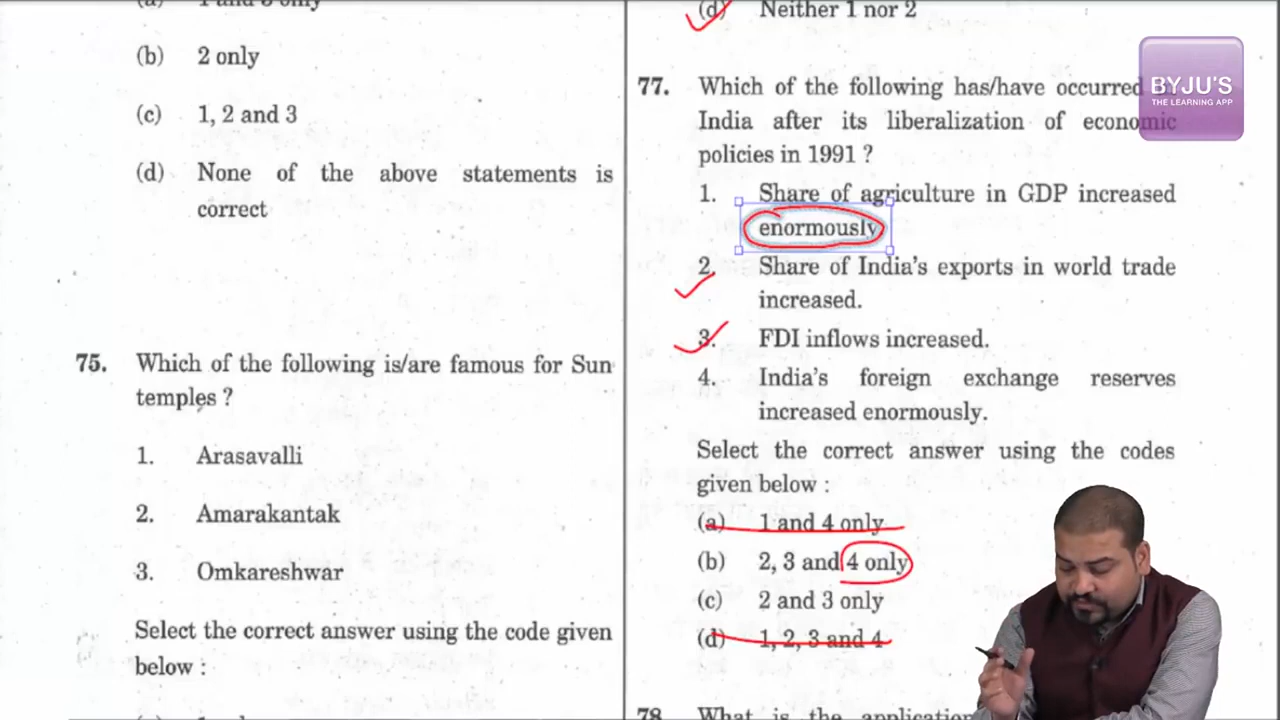 (a) 1 and 3 only
(b) 2 only
(c) 1, 2 and 3
(d) None of the above statements is
correct
75. Which of the following is/are famous for Sun
temples ?
1. Arasavalli
2. Amarakantak
3. Omkareshwar
Select the correct answer using the code given
below :
(d) Neither 1 nor 2
77. Which of the following has/have occurred
India after its liberalization of economic
policies in 1991 ?
1. Share of agriculture in GDP increased
enormously
2. Share of India's exports in world trade
increased.
3. FDI inflows increased.
4. India's foreign exchange reserves
increased enormously.
Select the correct answer using the codes
given below :
(a) 1 and 4 only
(b) 2, 3 and 4 only
(c) 2 and 3 only
(d) 1, 2, 3 and 4
78. What is the application
BYJU'S
THE LEARNING APP